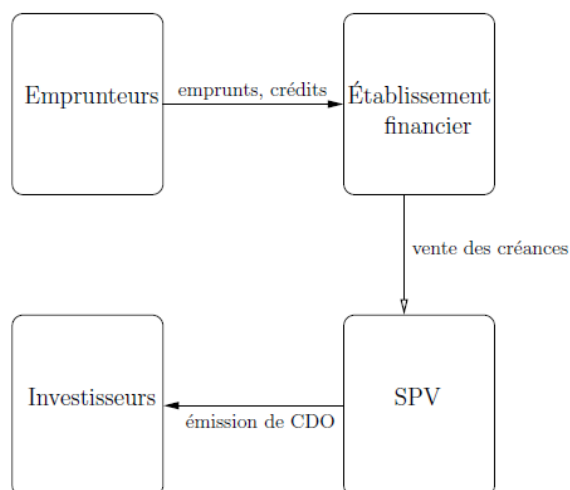 Emprunteurs
emprunts, crédits
Établissement
financier
vente des créances
Investisseurs
émission de CDO
SPV